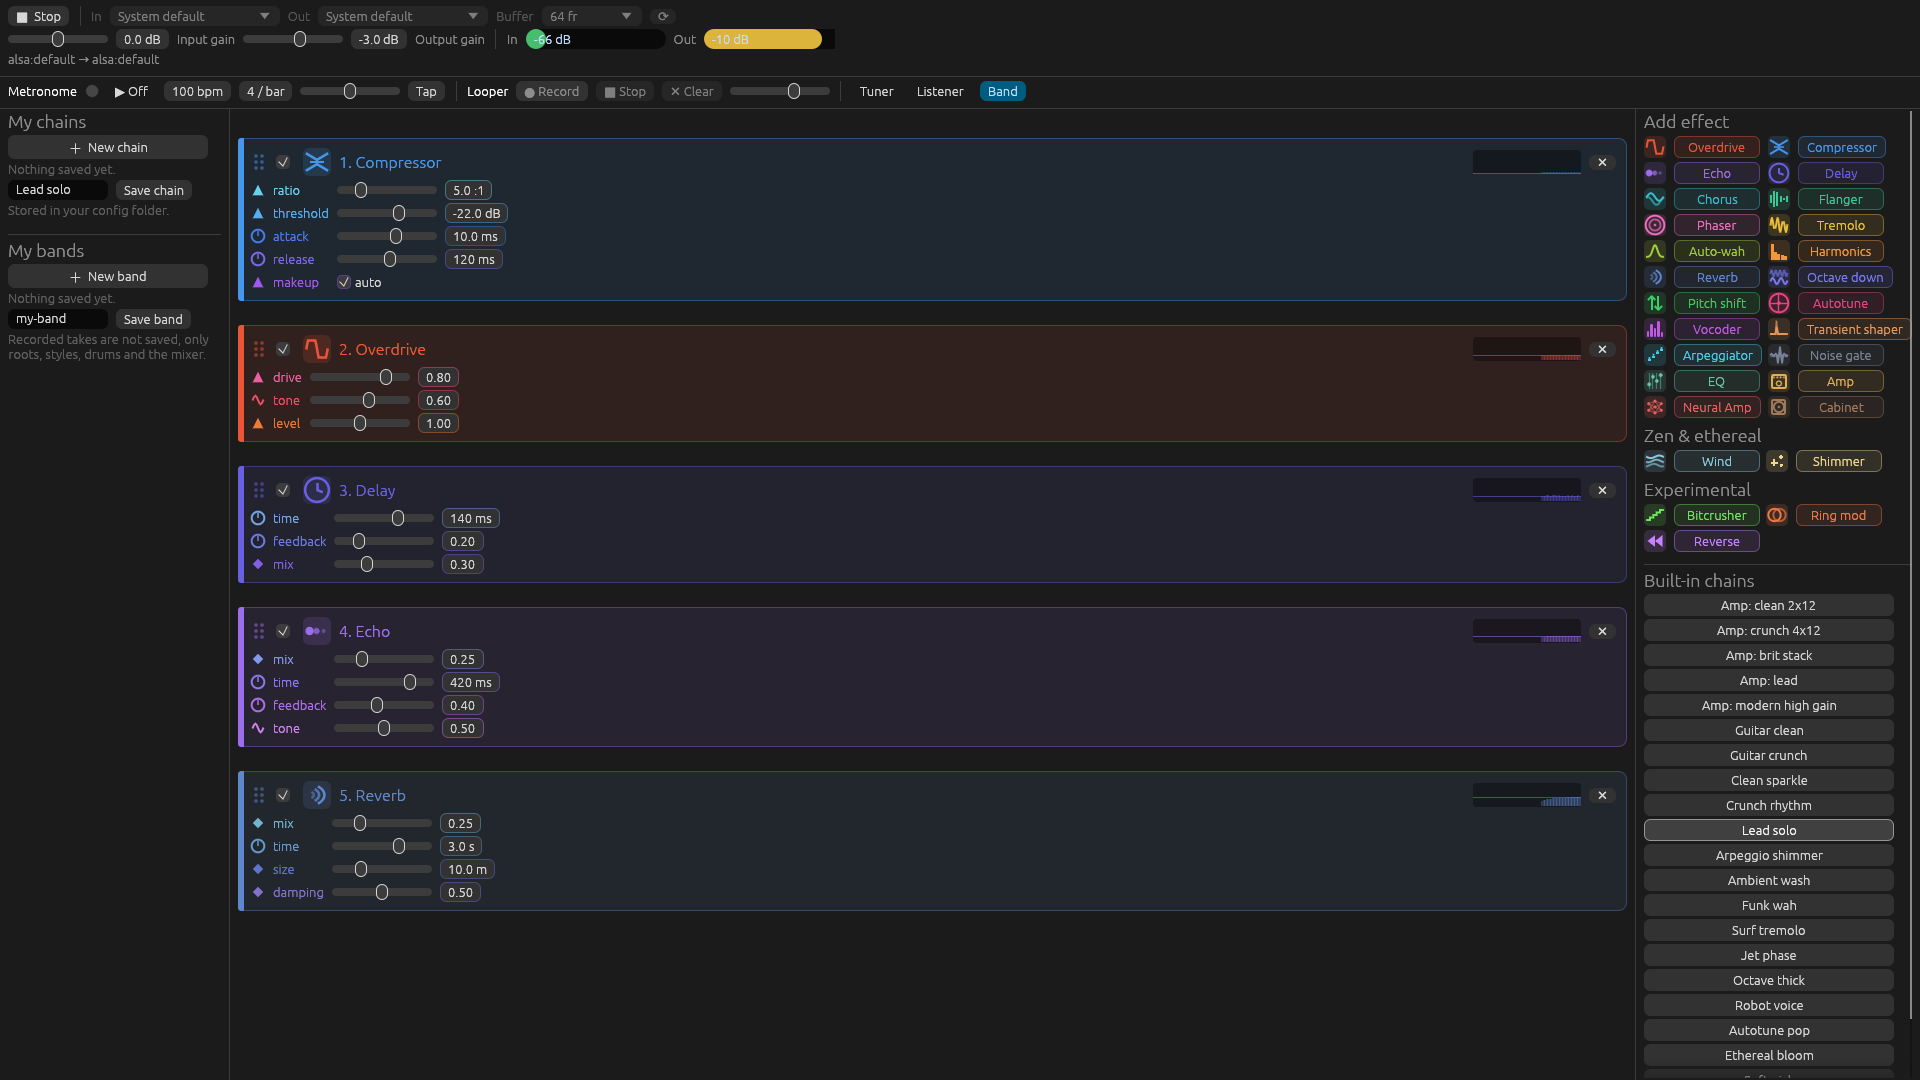 Stop In System default Out System default Buffer 64 fr
0.0 dB Input gain -3.0 dB Output gain In -66 dB Out -10 dB
alsa:default → alsa:default
Metronome Off 100 bpm 4 / bar Tap Looper Record Stop Clear Tuner Listener Band
My chains
+ New chain
Nothing saved yet.
Lead solo Save chain
Stored in your config folder.
My bands
+ New band
Nothing saved yet.
my-band Save band
Recorded takes are not saved, only
roots, styles, drums and the mixer.
1. Compressor
ratio 5.0 :1
threshold -22.0 dB
attack 10.0 ms
release 120 ms
makeup auto
2. Overdrive
drive 0.80
tone 0.60
level 1.00
3. Delay
time 140 ms
feedback 0.20
mix 0.30
4. Echo
mix 0.25
time 420 ms
feedback 0.40
tone 0.50
5. Reverb
mix 0.25
time 3.0 s
size 10.0 m
damping 0.50
Add effect
Overdrive Compressor
Echo Delay
Chorus Flanger
Phaser Tremolo
Auto-wah Harmonics
Reverb Octave down
Pitch shift Autotune
Vocoder Transient shaper
Arpeggiator Noise gate
EQ Amp
Neural Amp Cabinet
Zen & ethereal
Wind Shimmer
Experimental
Bitcrusher Ring mod
Reverse
Built-in chains
Amp: clean 2x12
Amp: crunch 4x12
Amp: brit stack
Amp: lead
Amp: modern high gain
Guitar clean
Guitar crunch
Clean sparkle
Crunch rhythm
Lead solo
Arpeggio shimmer
Ambient wash
Funk wah
Surf tremolo
Jet phase
Octave thick
Robot voice
Autotune pop
Ethereal bloom